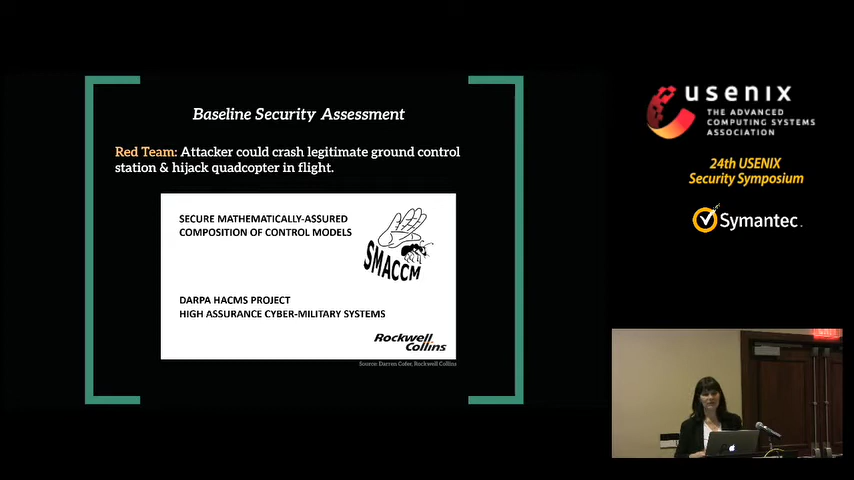 Baseline Security Assessment
Red Team: Attacker could crash legitimate ground control
station & hijack quadcopter in flight.
SECURE MATHEMATICALLY-ASSURED
COMPOSITION OF CONTROL MODELS
SMACCM
DARPA HACMS PROJECT
HIGH ASSURANCE CYBER-MILITARY SYSTEMS
Rockwell
Collins
Source: Darren Cofer, Rockwell Collins
usenix
THE ADVANCED
COMPUTING SYSTEMS
ASSOCIATION
24th USENIX
Security Symposium
Symantec.